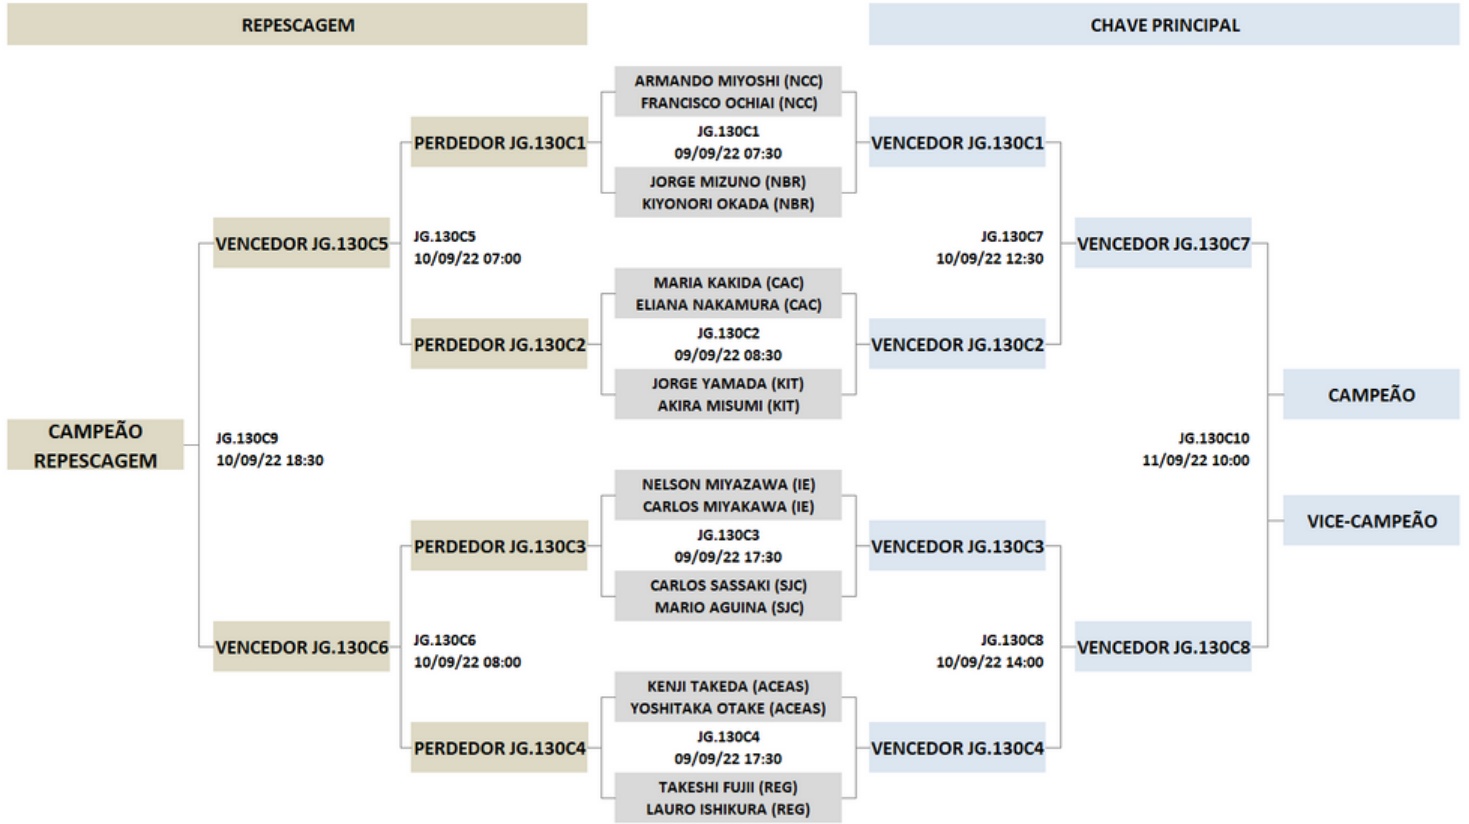 REPESCAGEM
CHAVE PRINCIPAL
ARMANDO MIYOSHI (NCC)
FRANCISCO OCHIAI (NCC)
PERDEDOR JG.130C1
JG.130C1
09/09/22 07:30
VENCEDOR JG.130C1
JORGE MIZUNO (NBR)
KIYONORI OKADA (NBR)
VENCEDOR JG.130C5
JG.130C5
10/09/22 07:00
JG.130C7
10/09/22 12:30
VENCEDOR JG.130C7
MARIA KAKIDA (CAC)
ELIANA NAKAMURA (CAC)
PERDEDOR JG.130C2
JG.130C2
09/09/22 08:30
VENCEDOR JG.130C2
JORGE YAMADA (KIT)
AKIRA MISUMI (KIT)
CAMPEÃO
CAMPEÃO
REPESCAGEM
JG.130C9
10/09/22 18:30
JG.130C10
11/09/22 10:00
NELSON MIYAZAWA (IE)
CARLOS MIYAKAWA (IE)
VICE-CAMPEÃO
PERDEDOR JG.130C3
JG.130C3
09/09/22 17:30
VENCEDOR JG.130C3
CARLOS SASSAKI (SJC)
MARIO AGUINA (SJC)
VENCEDOR JG.130C6
JG.130C6
10/09/22 08:00
JG.130C8
10/09/22 14:00
VENCEDOR JG.130C8
KENJI TAKEDA (ACEAS)
YOSHITAKA OTAKE (ACEAS)
PERDEDOR JG.130C4
JG.130C4
09/09/22 17:30
VENCEDOR JG.130C4
TAKESHI FUJII (REG)
LAURO ISHIKURA (REG)